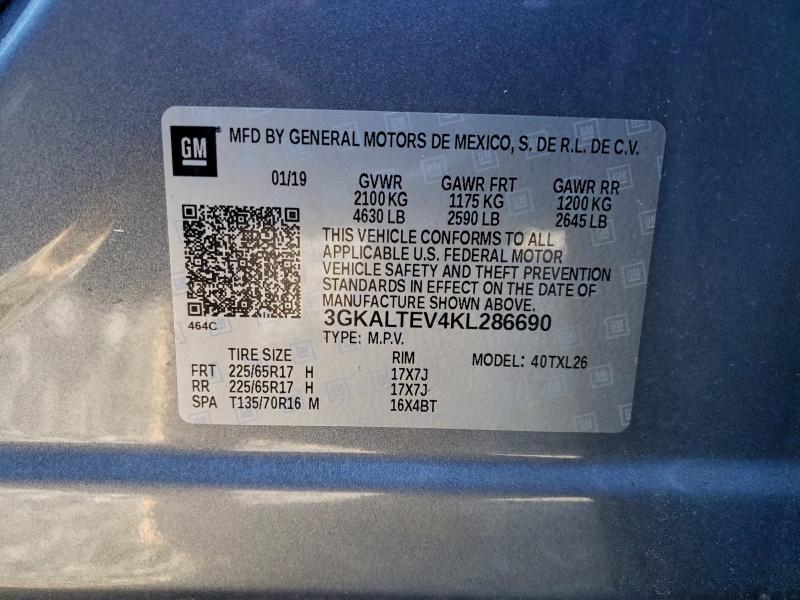 GM ® MFD BY GENERAL MOTORS DE MEXICO, S. DE R.L. DE C.V.
01/19 GVWR GAWR FRT GAWR RR
2100 KG 1175 KG 1200 KG
4630 LB 2590 LB 2645 LB
THIS VEHICLE CONFORMS TO ALL
APPLICABLE U.S. FEDERAL MOTOR
VEHICLE SAFETY AND THEFT PREVENTION
STANDARDS IN EFFECT ON THE DATE OF
MANUFACTURE SHOWN ABOVE.
464C 3GKALTEV4KL286690
TYPE: M.P.V.
TIRE SIZE RIM MODEL: 40TXL26
FRT 225/65R17 H 17X7J
RR 225/65R17 H 17X7J
SPA T135/70R16 M 16X4BT